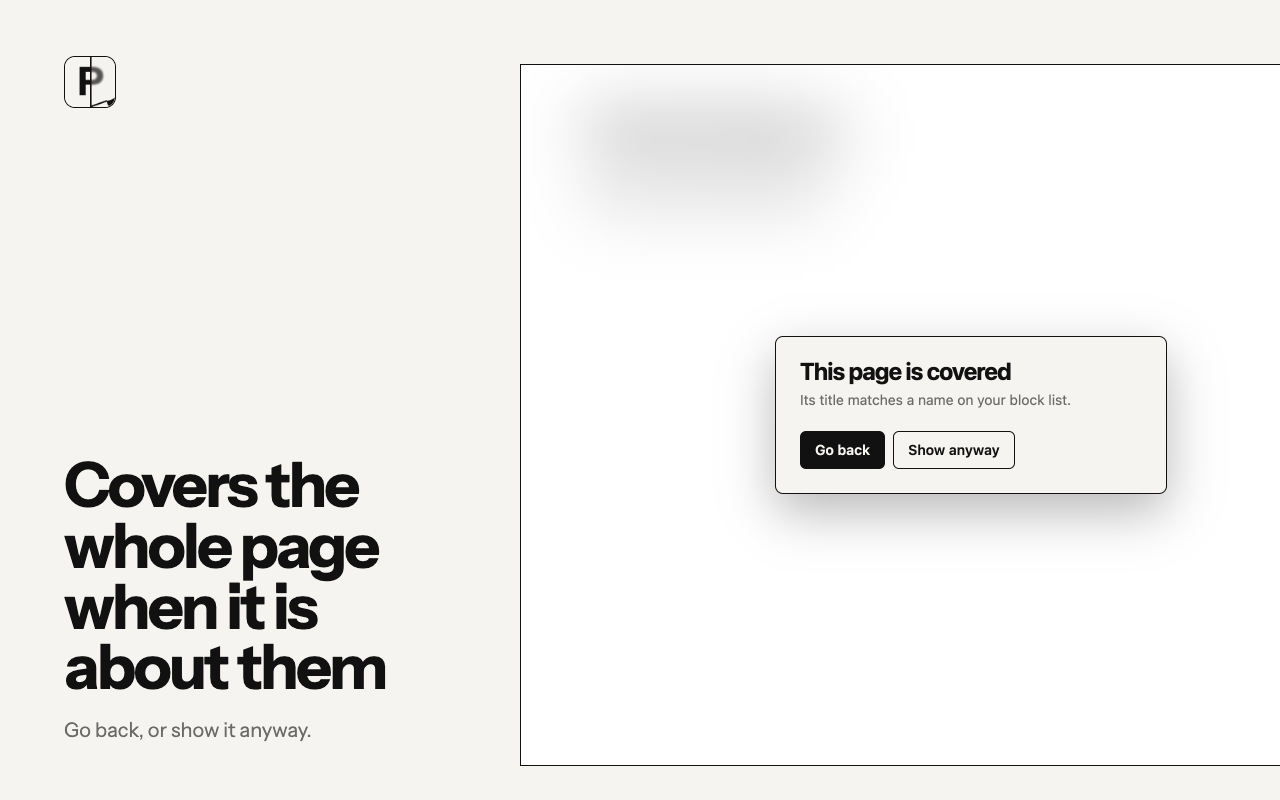 P
Covers the
whole page
when it is
about them
Go back, or show it anyway.
This page is covered
Its title matches a name on your block list.
Go back
Show anyway